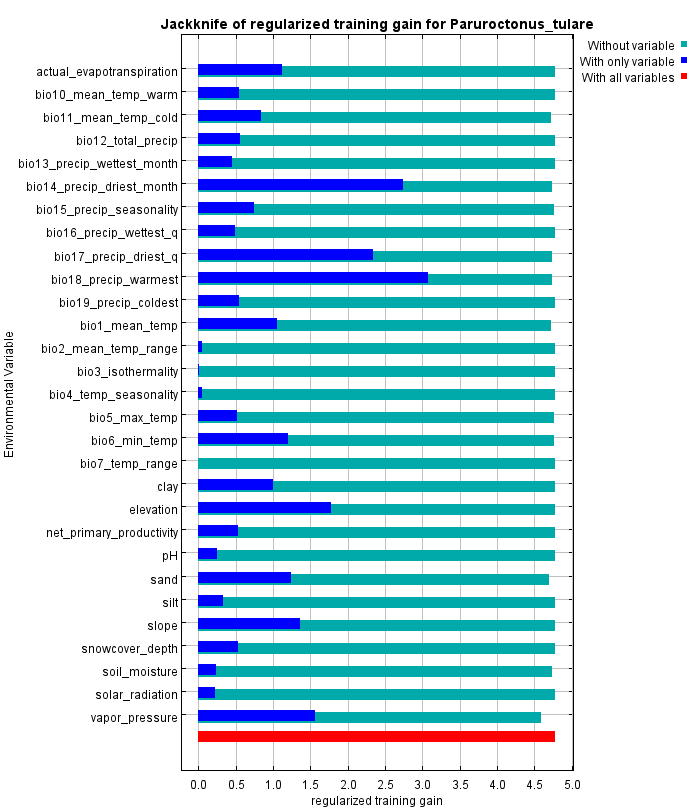 Jackknife of regularized training gain for Paruroctonus_tulare
Without variable
With only variable
With all variables
Environmental Variable
actual_evapotranspiration
bio10_mean_temp_warm
bio11_mean_temp_cold
bio12_total_precip
bio13_precip_wettest_month
bio14_precip_driest_month
bio15_precip_seasonality
bio16_precip_wettest_q
bio17_precip_driest_q
bio18_precip_warmest
bio19_precip_coldest
bio1_mean_temp
bio2_mean_temp_range
bio3_isothermality
bio4_temp_seasonality
bio5_max_temp
bio6_min_temp
bio7_temp_range
clay
elevation
net_primary_productivity
pH
sand
silt
slope
snowcover_depth
soil_moisture
solar_radiation
vapor_pressure
0.0 0.5 1.0 1.5 2.0 2.5 3.0 3.5 4.0 4.5 5.0
regularized training gain